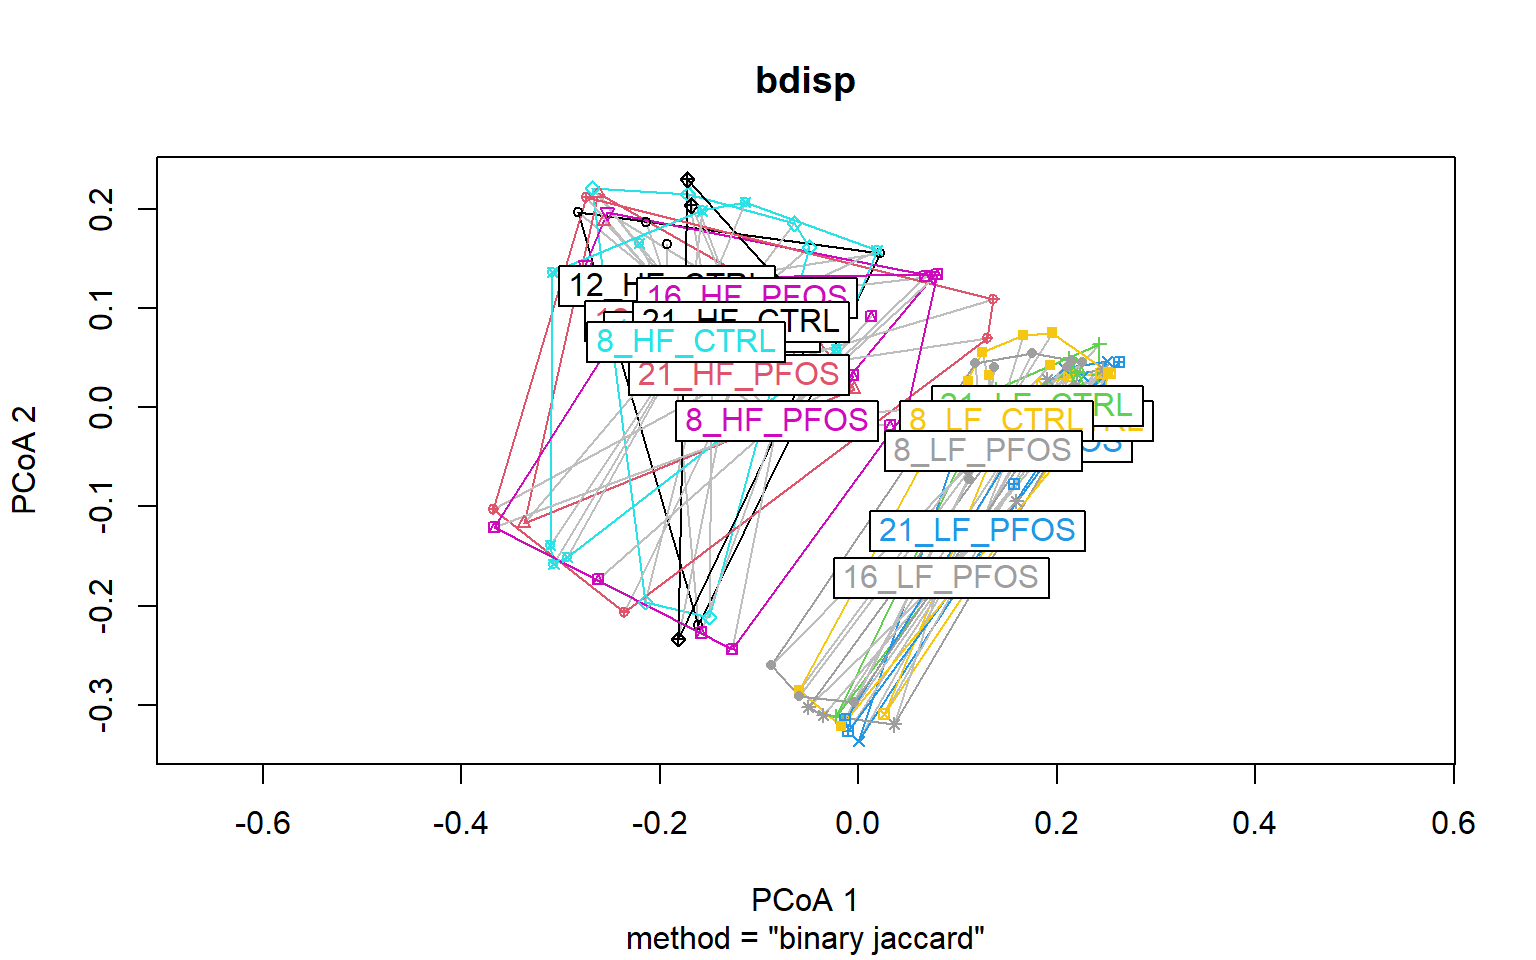 bdisp
0.2
0.1
0.0
-0.1
-0.2
-0.3
PCoA 2
12_HF_CTRL
16_HF_PFOS
21_HF_CTRL
8_HF_CTRL
21_HF_PFOS
8_HF_PFOS
21_LF_CTRL
8_LF_CTRL
8_LF_PFOS
21_LF_PFOS
16_LF_PFOS
-0.6 -0.4 -0.2 0.0 0.2 0.4 0.6
PCoA 1
method = "binary jaccard"